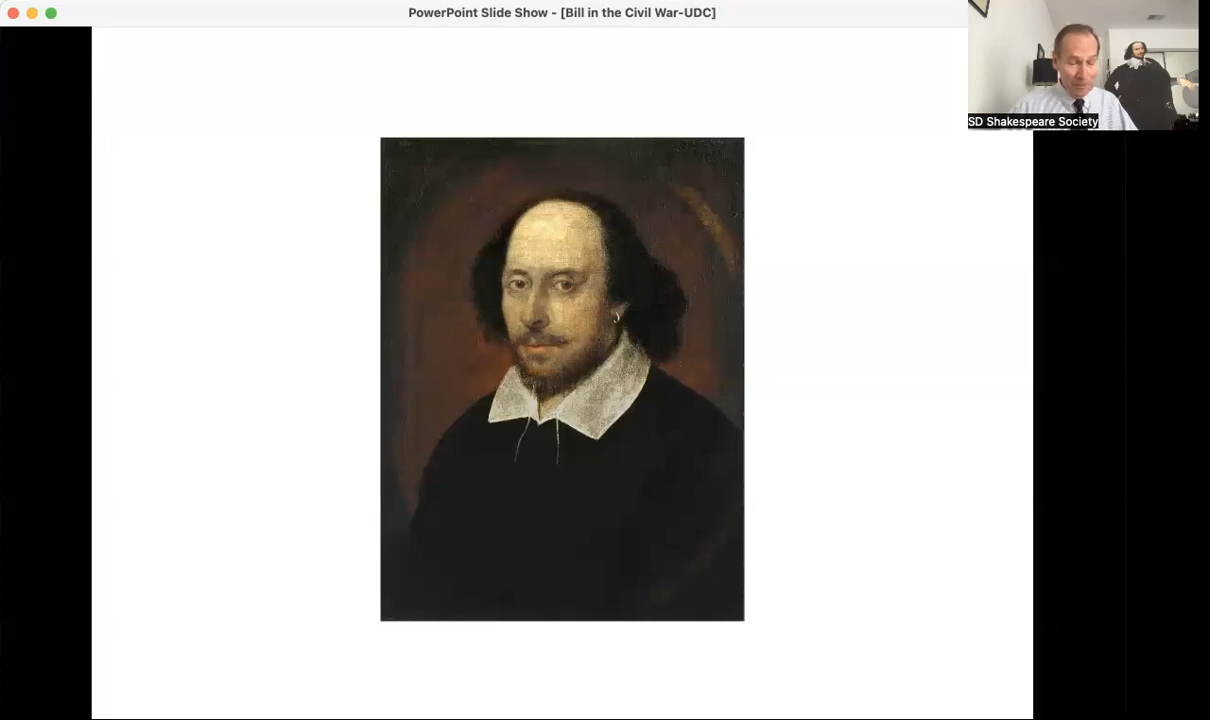 PowerPoint Slide Show - [Bill in the Civil War-UDC]
SD Shakespeare Society